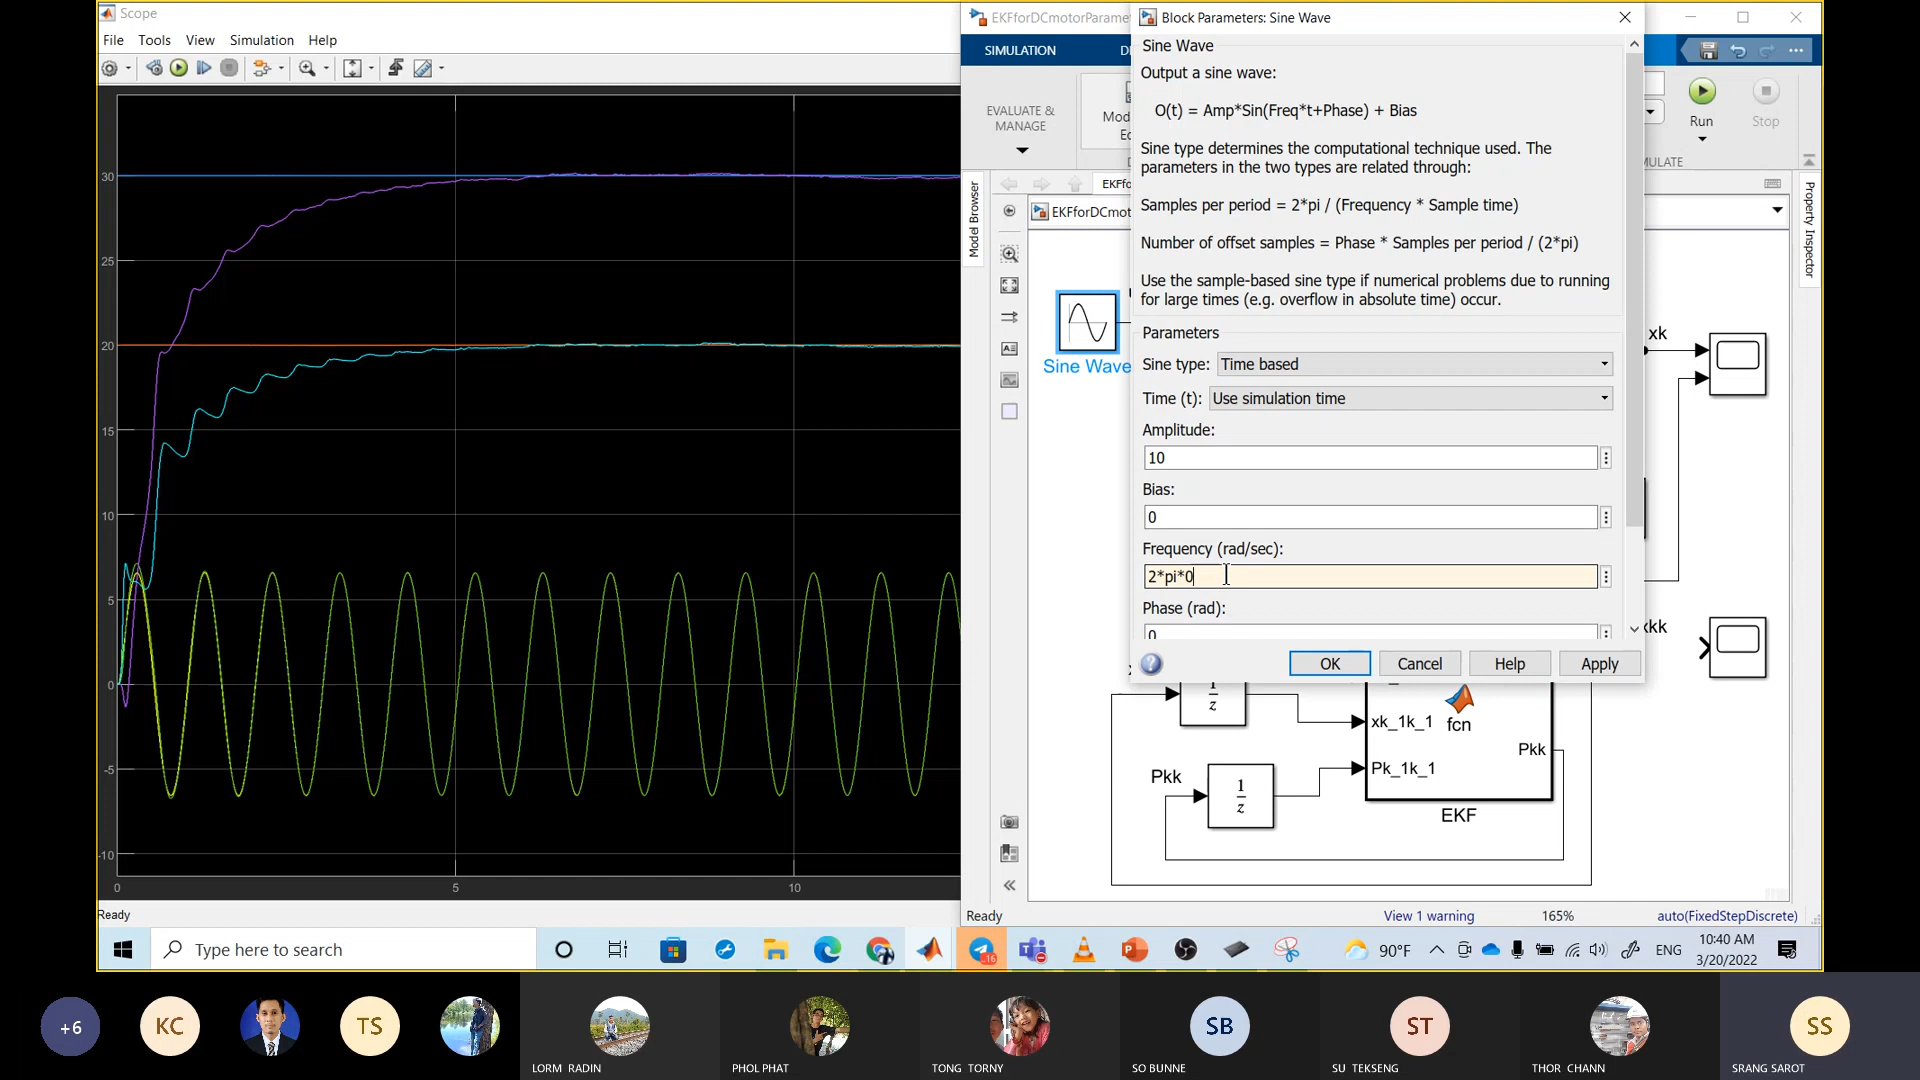 Scope
File Tools View Simulation Help
30
25
20
15
10
5
0
-5
-10
0 5 10
Ready
EKFforDCmotorParame
SIMULATION
EVALUATE &
MANAGE
Run
Stop
Model Browser
Property Inspector
EKFforDCmot
Sine Wave
Block Parameters: Sine Wave
Sine Wave
Output a sine wave:
O(t) = Amp*Sin(Freq*t+Phase) + Bias
Sine type determines the computational technique used. The
parameters in the two types are related through:
Samples per period = 2*pi / (Frequency * Sample time)
Number of offset samples = Phase * Samples per period / (2*pi)
Use the sample-based sine type if numerical problems due to running
for large times (e.g. overflow in absolute time) occur.
Parameters
Sine type: Time based
Time (t): Use simulation time
Amplitude:
10
Bias:
0
Frequency (rad/sec):
2*pi*0
Phase (rad):
0
OK Cancel Help Apply
xk
1
z
xk_1k_1
fcn
Pkk
Pkk
1
z
Pk_1k_1
EKF
Ready View 1 warning 165% auto(FixedStepDiscrete)
Type here to search
16
90°F
ENG
10:40 AM
3/20/2022
+6
KC
TS
SB
ST
SS
LORM RADIN
PHOL PHAT
TONG TORNY
SO BUNNE
SU TEKSENG
THOR CHANN
SRANG SAROT